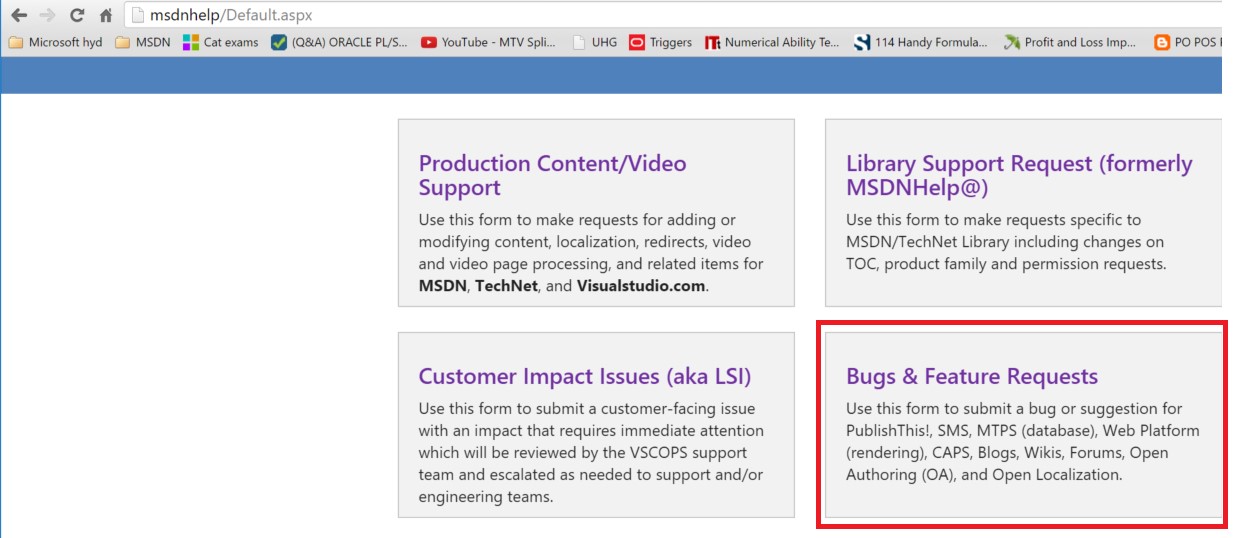 msdnhelp/Default.aspx
Microsoft hyd MSDN Cat exams (Q&A) ORACLE PL/S... YouTube - MTV Spli... UHG Triggers Numerical Ability Te... 114 Handy Formula... Profit and Loss Imp... PO POS
Production Content/Video
Support
Use this form to make requests for adding or
modifying content, localization, redirects, video
and video page processing, and related items for
MSDN, TechNet, and Visualstudio.com.
Library Support Request (formerly
MSDNHelp@)
Use this form to make requests specific to
MSDN/TechNet Library including changes on
TOC, product family and permission requests.
Customer Impact Issues (aka LSI)
Use this form to submit a customer-facing issue
with an impact that requires immediate attention
which will be reviewed by the VSCOPS support
team and escalated as needed to support and/or
engineering teams.
Bugs & Feature Requests
Use this form to submit a bug or suggestion for
PublishThis!, SMS, MTPS (database), Web Platform
(rendering), CAPS, Blogs, Wikis, Forums, Open
Authoring (OA), and Open Localization.